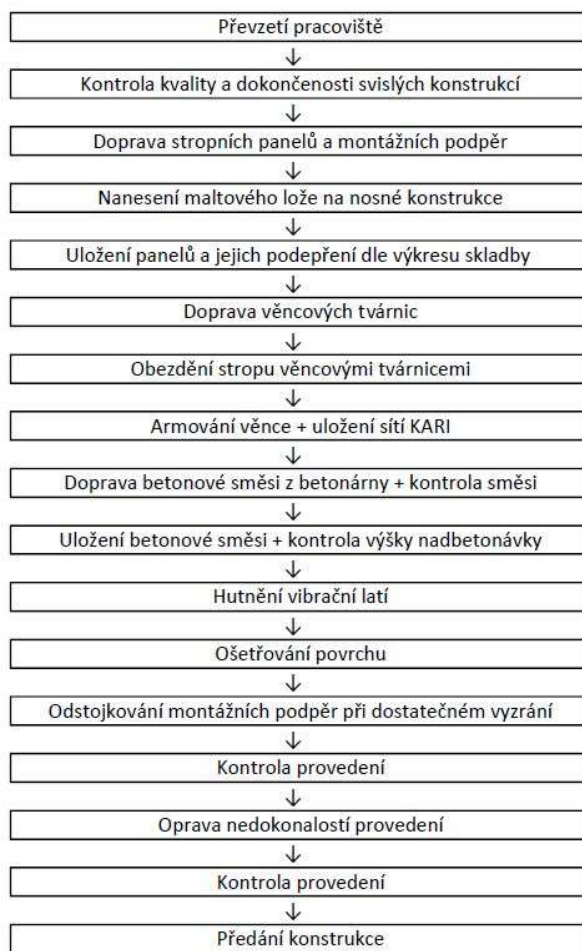 Převzetí pracoviště
Kontrola kvality a dokončenosti svislých konstrukcí
Doprava stropních panelů a montážních podpěr
Nanesení maltového lože na nosné konstrukce
Uložení panelů a jejich podepření dle výkresu skladby
Doprava věncových tvárnic
Obezdění stropu věncovými tvárnicemi
Armování věnce + uložení sítí KARI
Doprava betonové směsi z betonárny + kontrola směsi
Uložení betonové směsi + kontrola výšky nadbetonávky
Hutnění vibrační latí
Ošetřování povrchu
Odstojkování montážních podpěr při dostatečném vyzrání
Kontrola provedení
Oprava nedokonalostí provedení
Kontrola provedení
Předání konstrukce